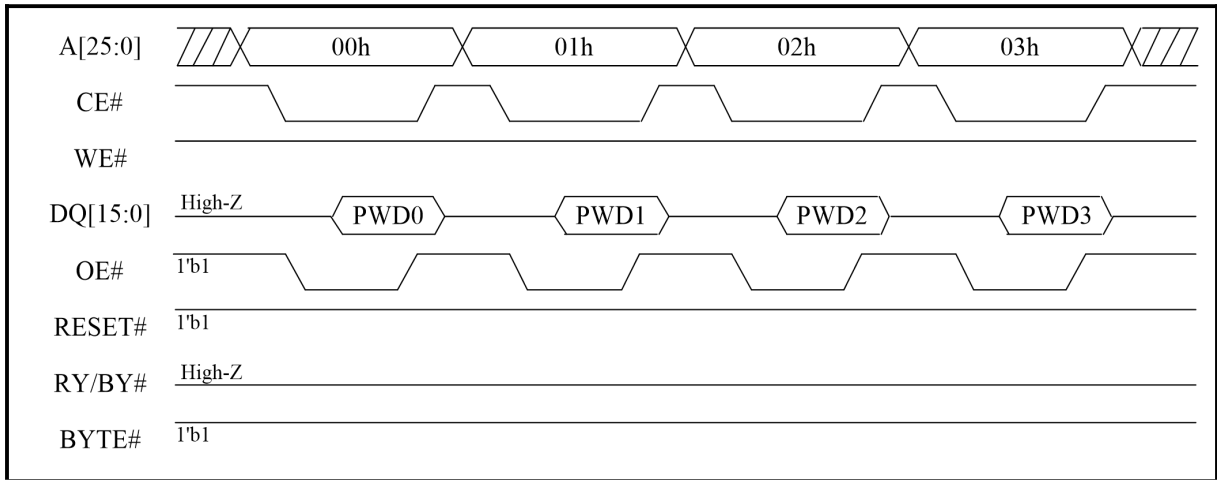 A[25:0] 00h 01h 02h 03h
CE#
WE#
DQ[15:0] High-Z PWD0 PWD1 PWD2 PWD3
OE# 1'b1
RESET# 1'b1
RY/BY# High-Z
BYTE# 1'b1